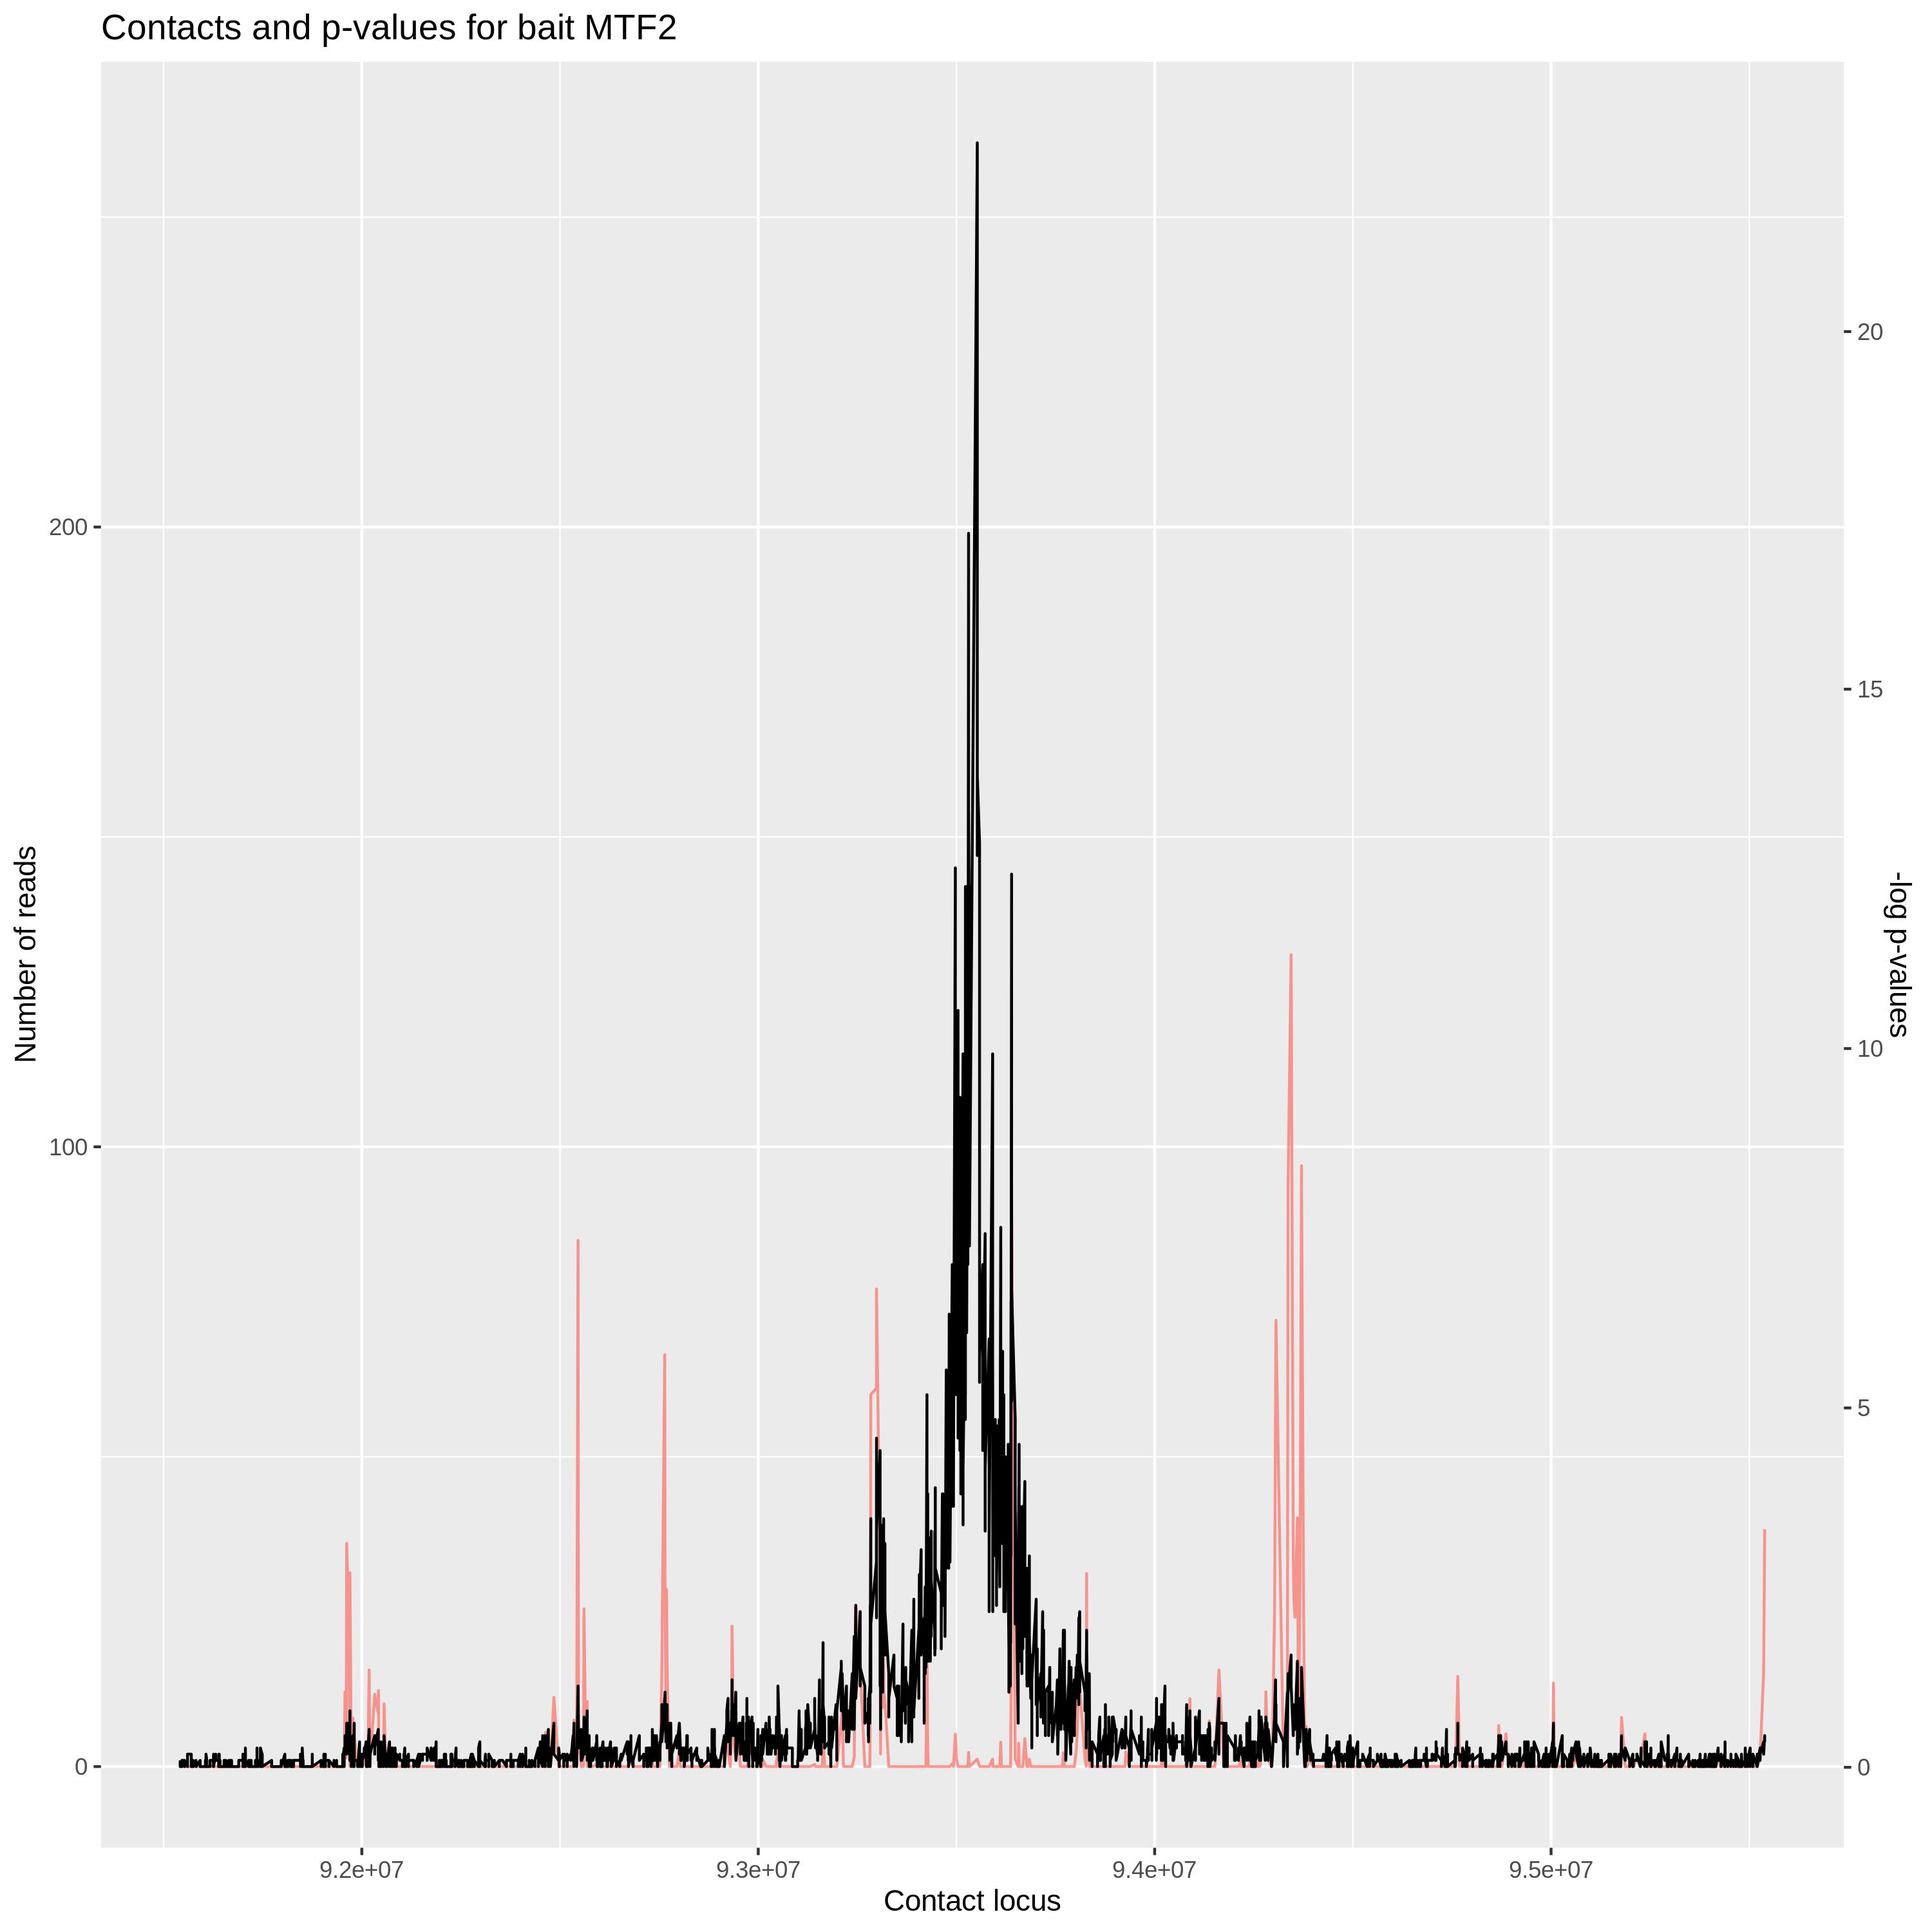 Contacts and p-values for bait MTF2
Number of reads
200
100
0
20
15
10
5
0
-log p-values
9.2e+07
9.3e+07
9.4e+07
9.5e+07
Contact locus